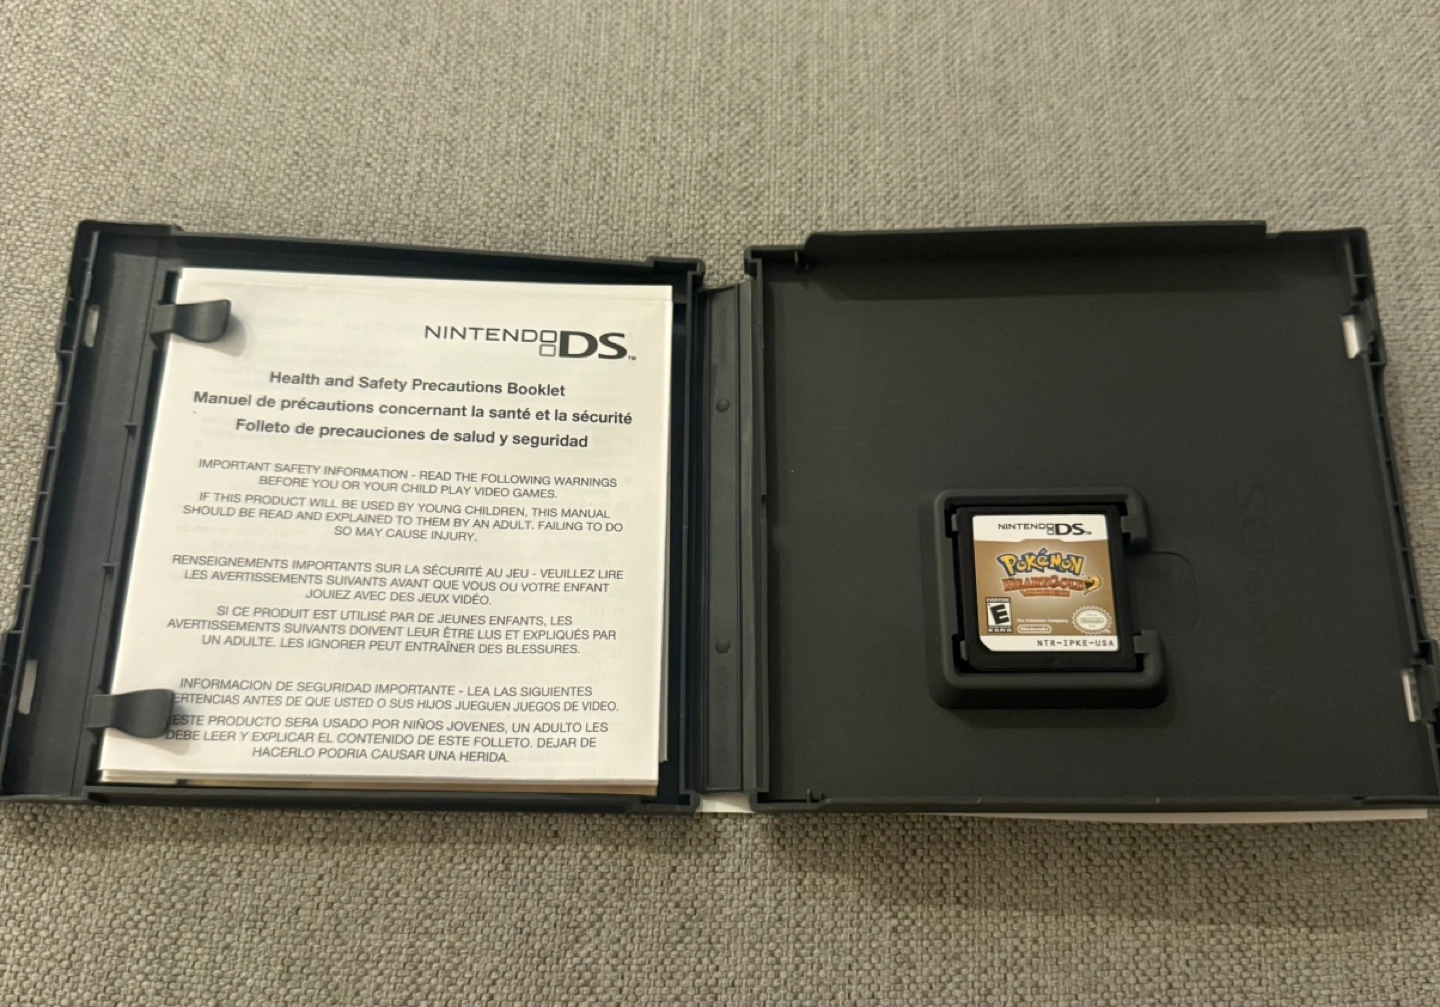 NINTENDO DS™
Health and Safety Precautions Booklet
Manuel de précautions concernant la santé et la sécurité
Folleto de precauciones de salud y seguridad
IMPORTANT SAFETY INFORMATION - READ THE FOLLOWING WARNINGS
BEFORE YOU OR YOUR CHILD PLAY VIDEO GAMES.
IF THIS PRODUCT WILL BE USED BY YOUNG CHILDREN, THIS MANUAL
SHOULD BE READ AND EXPLAINED TO THEM BY AN ADULT. FAILING TO DO
SO MAY CAUSE INJURY.
RENSEIGNEMENTS IMPORTANTS SUR LA SÉCURITÉ AU JEU - VEUILLEZ LIRE
LES AVERTISSEMENTS SUIVANTS AVANT QUE VOUS OU VOTRE ENFANT
JOUIEZ AVEC DES JEUX VIDÉO.
SI CE PRODUIT EST UTILISÉ PAR DE JEUNES ENFANTS, LES
AVERTISSEMENTS SUIVANTS DOIVENT LEUR ÊTRE LUS ET EXPLIQUÉS PAR
UN ADULTE. LES IGNORER PEUT ENTRAÎNER DES BLESSURES.
INFORMACION DE SEGURIDAD IMPORTANTE - LEA LAS SIGUIENTES
ERTENCIAS ANTES DE QUE USTED O SUS HIJOS JUEGUEN JUEGOS DE VIDEO.
ESTE PRODUCTO SERA USADO POR NIÑOS JOVENES, UN ADULTO LES
DEBE LEER Y EXPLICAR EL CONTENIDO DE ESTE FOLLETO. DEJAR DE
HACERLO PODRIA CAUSAR UNA HERIDA.
NINTENDO DS™
POKéMON
HEARTGOLD
EVERYONE
E
ESRB
The Pokémon Company
Nintendo
NTR-IPKE-USA